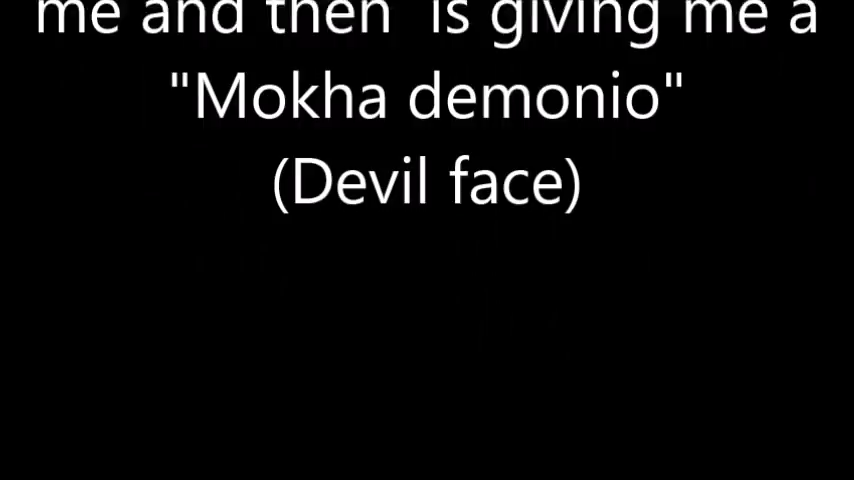 me and then  is giving me a
"Mokha demonio"
(Devil face)